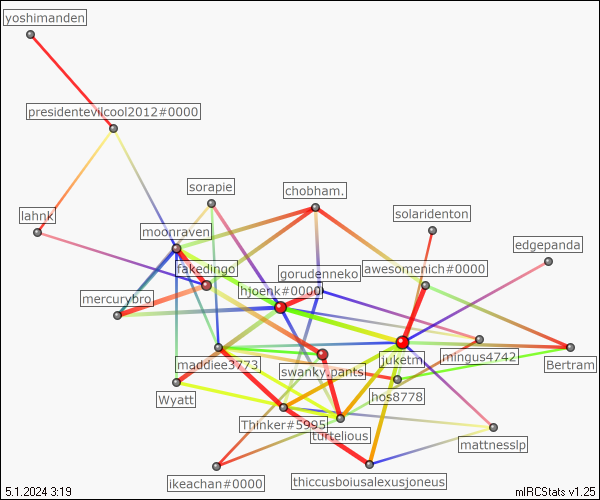 yoshimanden
presidentevilcool2012#0000
sorapie
chobham.
lahnk
solaridenton
moonraven
edgepanda
fakedingo
gorudenneko
awesomenich#0000
hjoenk#0000
mercurybro
maddiee3773
juketm
mingus4742
swanky.pants
Bertram
Wyatt
hos8778
Thinker#5995
turtelious
mattnesslp
ikeachan#0000
thiccusboiusalexusjoneus
5.1.2024 3:19
mIRCStats v1.25